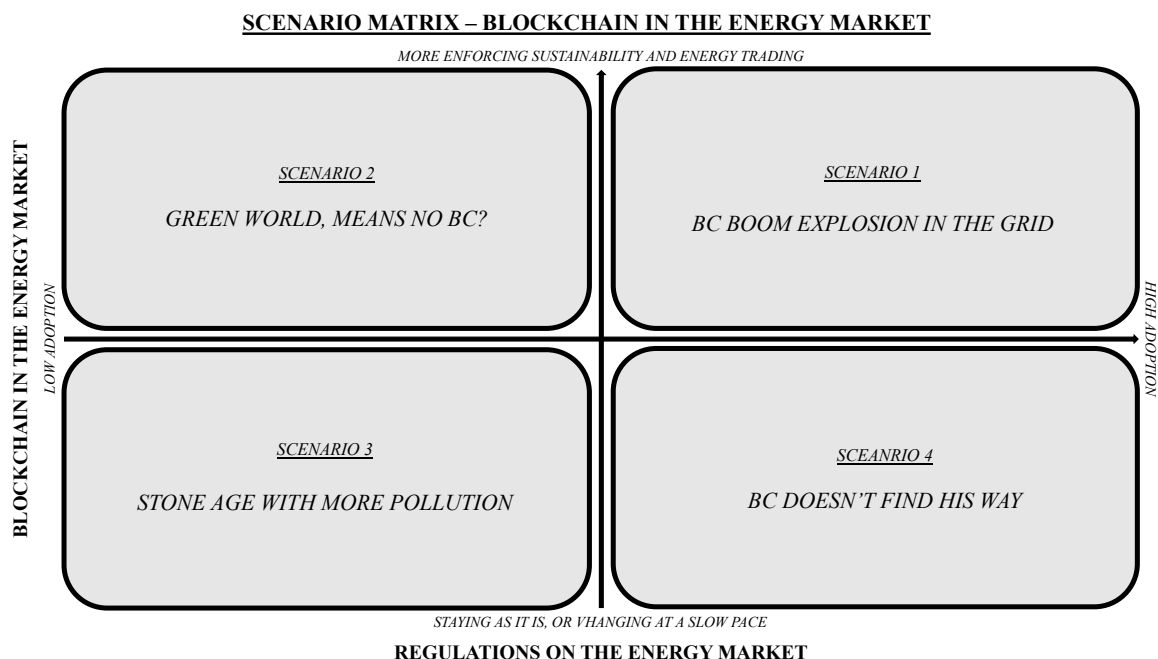 SCENARIO MATRIX – BLOCKCHAIN IN THE ENERGY MARKET
MORE ENFORCING SUSTAINABILITY AND ENERGY TRADING
BLOCKCHAIN IN THE ENERGY MARKET
LOW ADOPTION
SCENARIO 2
GREEN WORLD, MEANS NO BC?
SCENARIO 1
BC BOOM EXPLOSION IN THE GRID
HIGH ADOPTION
SCENARIO 3
STONE AGE WITH MORE POLLUTION
SCEANRIO 4
BC DOESN’T FIND HIS WAY
STAYING AS IT IS, OR VHANGING AT A SLOW PACE
REGULATIONS ON THE ENERGY MARKET